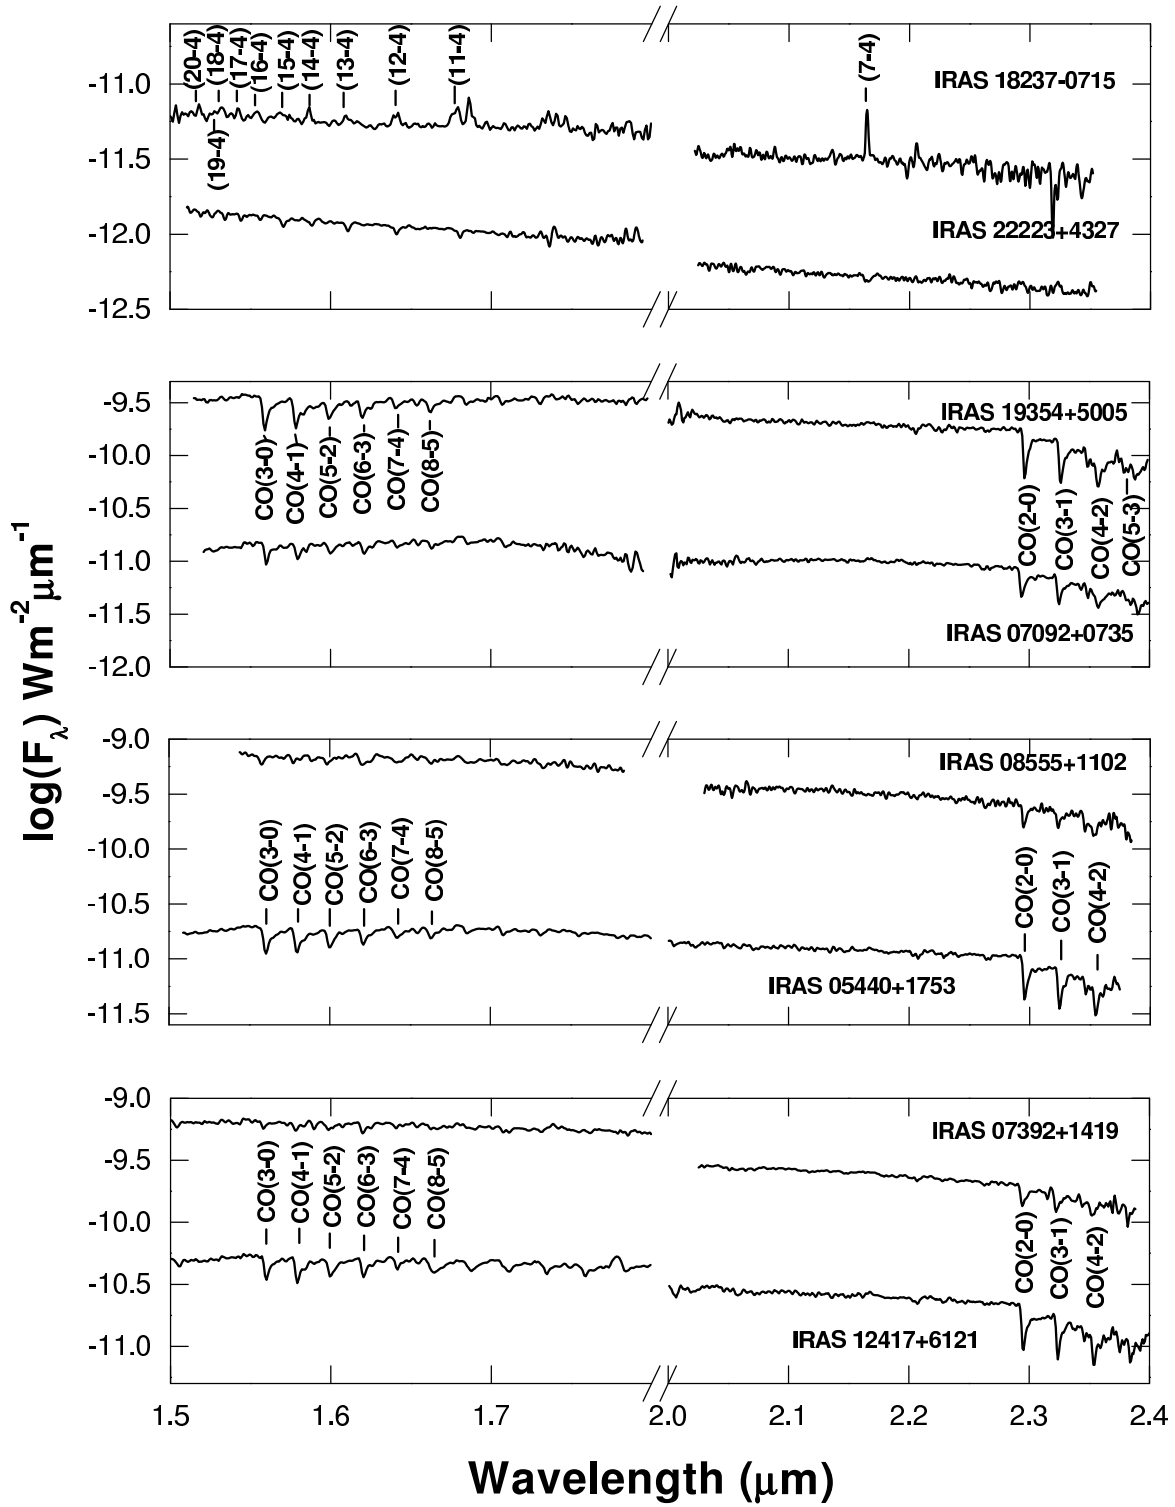 log(Fλ) Wm-2μm-1
(20-4)
(19-4)
(18-4)
(17-4)
(16-4)
(15-4)
(14-4)
(13-4)
(12-4)
(11-4)
(7-4)
IRAS 18237-0715
IRAS 22223+4327
-11.0
-11.5
-12.0
-12.5
CO(3-0)
CO(4-1)
CO(5-2)
CO(6-3)
CO(7-4)
CO(8-5)
IRAS 19354+5005
CO(2-0)
CO(3-1)
CO(4-2)
CO(5-3)
IRAS 07092+0735
-9.5
-10.0
-10.5
-11.0
-11.5
-12.0
IRAS 08555+1102
CO(3-0)
CO(4-1)
CO(5-2)
CO(6-3)
CO(7-4)
CO(8-5)
CO(2-0)
CO(3-1)
CO(4-2)
IRAS 05440+1753
-9.0
-9.5
-10.0
-10.5
-11.0
-11.5
IRAS 07392+1419
CO(3-0)
CO(4-1)
CO(5-2)
CO(6-3)
CO(7-4)
CO(8-5)
CO(2-0)
CO(3-1)
CO(4-2)
IRAS 12417+6121
-9.0
-9.5
-10.0
-10.5
-11.0
1.5 1.6 1.7 2.0 2.1 2.2 2.3 2.4
Wavelength (μm)